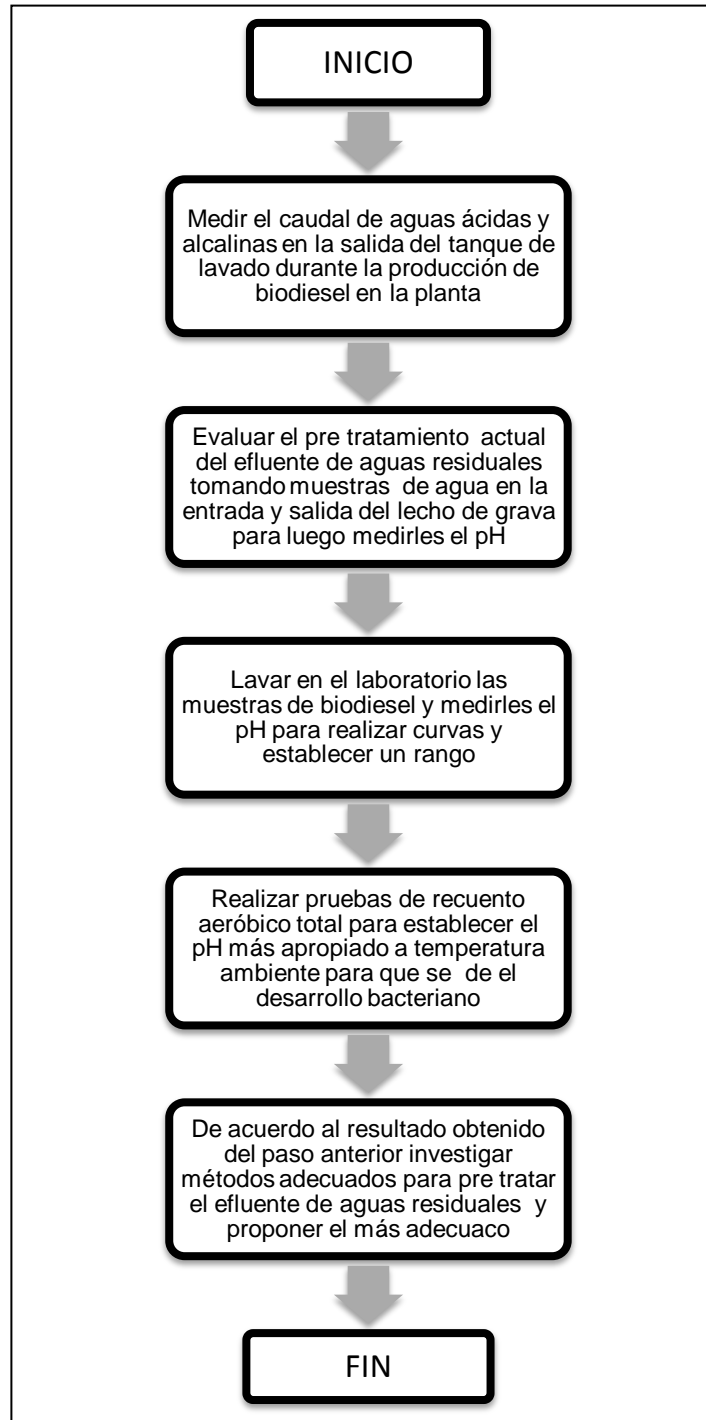 INICIO
Medir el caudal de aguas ácidas y
alcalinas en la salida del tanque de
lavado durante la producción de
biodiesel en la planta
Evaluar el pre tratamiento actual
del efluente de aguas residuales
tomando muestras de agua en la
entrada y salida del lecho de grava
para luego medirles el pH
Lavar en el laboratorio las
muestras de biodiesel y medirles el
pH para realizar curvas y
establecer un rango
Realizar pruebas de recuento
aeróbico total para establecer el
pH más apropiado a temperatura
ambiente para que se de el
desarrollo bacteriano
De acuerdo al resultado obtenido
del paso anterior investigar
métodos adecuados para pre tratar
el efluente de aguas residuales y
proponer el más adecuaco
FIN